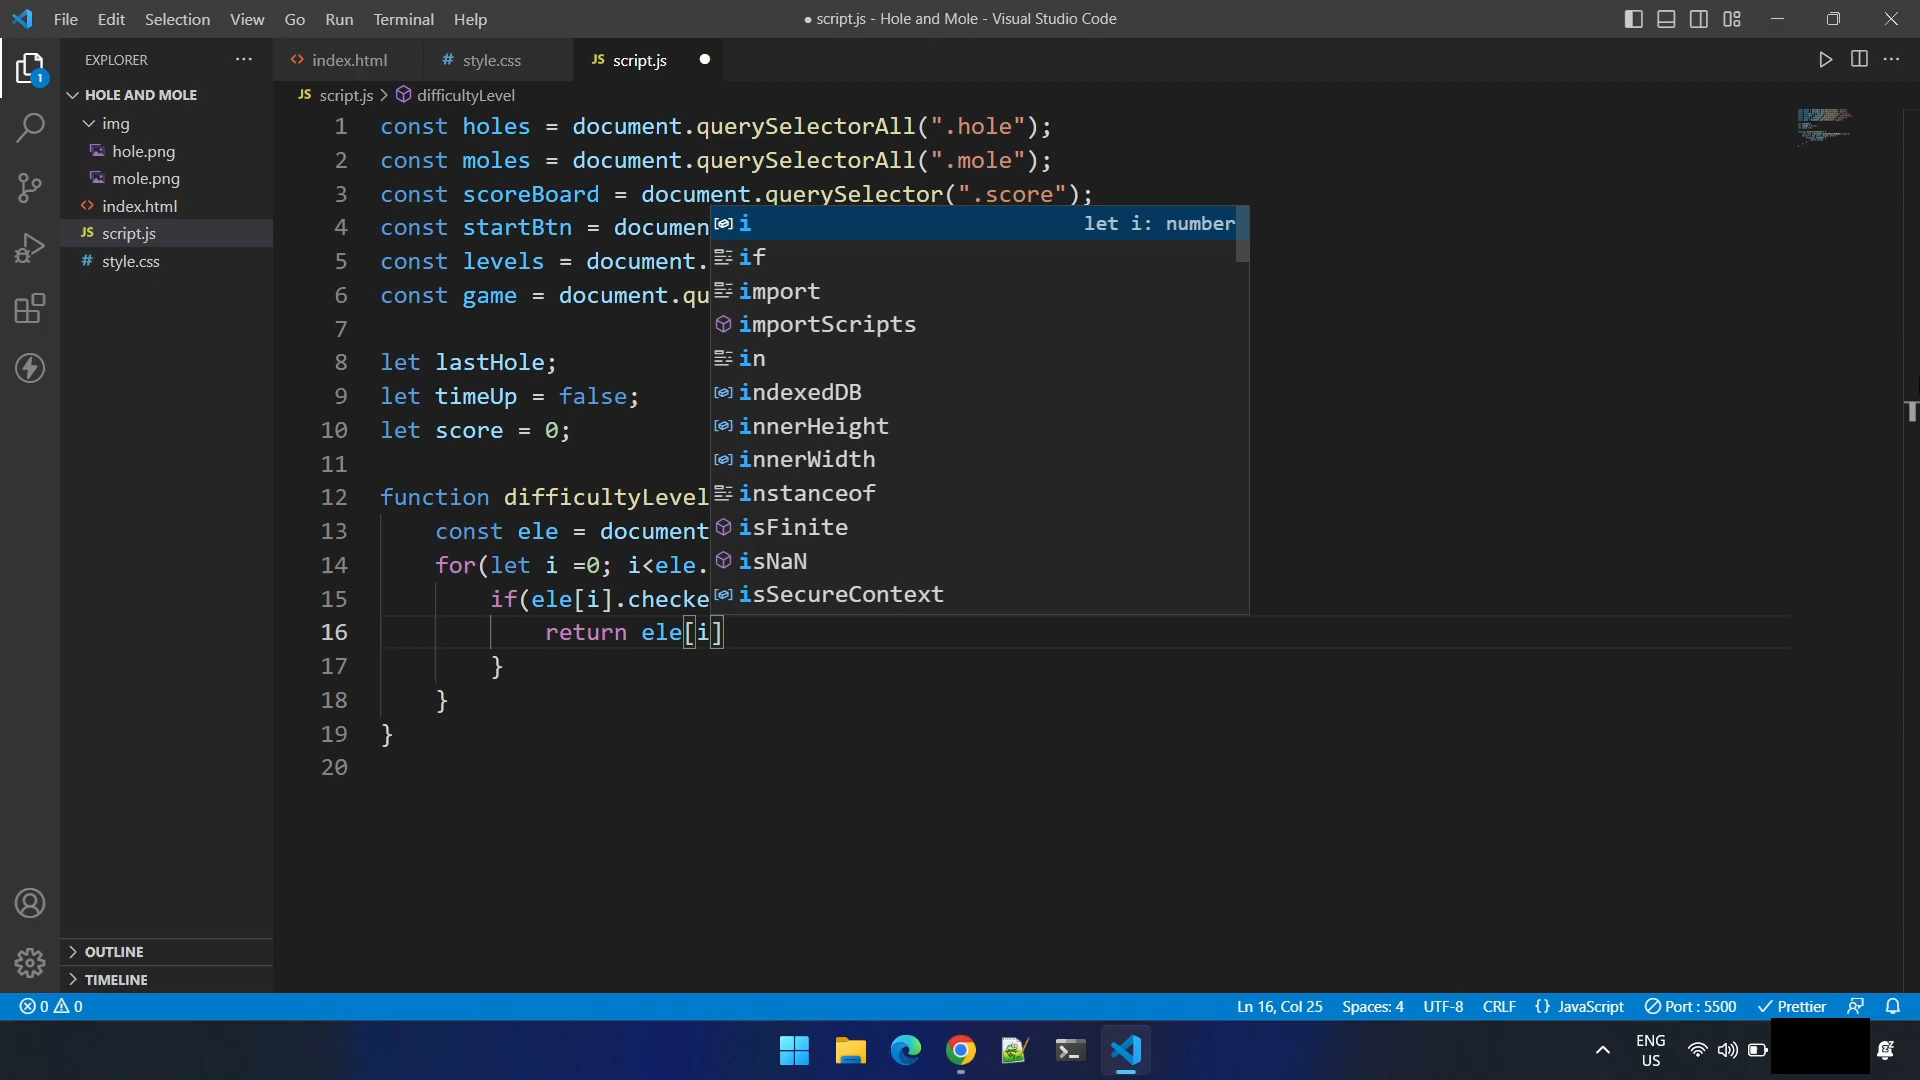 File Edit Selection View Go Run Terminal Help
● script.js - Hole and Mole - Visual Studio Code
EXPLORER
HOLE AND MOLE
img
hole.png
mole.png
index.html
JS script.js
# style.css
OUTLINE
TIMELINE
1
<> index.html
# style.css
JS script.js
JS script.js > difficultyLevel
1 const holes = document.querySelectorAll(".hole");
2 const moles = document.querySelectorAll(".mole");
3 const scoreBoard = document.querySelector(".score");
4 const startBtn = documen
5 const levels = document.
6 const game = document.qu
7
8 let lastHole;
9 let timeUp = false;
10 let score = 0;
11
12 function difficultyLevel
13 const ele = document
14 for(let i =0; i<ele.
15 if(ele[i].checke
16 return ele[i]
17 }
18 }
19 }
20
i let i: number
if
import
importScripts
in
indexedDB
innerHeight
innerWidth
instanceof
isFinite
isNaN
isSecureContext
0 0
Ln 16, Col 25 Spaces: 4 UTF-8 CRLF {} JavaScript Port : 5500 Prettier
ENG
US